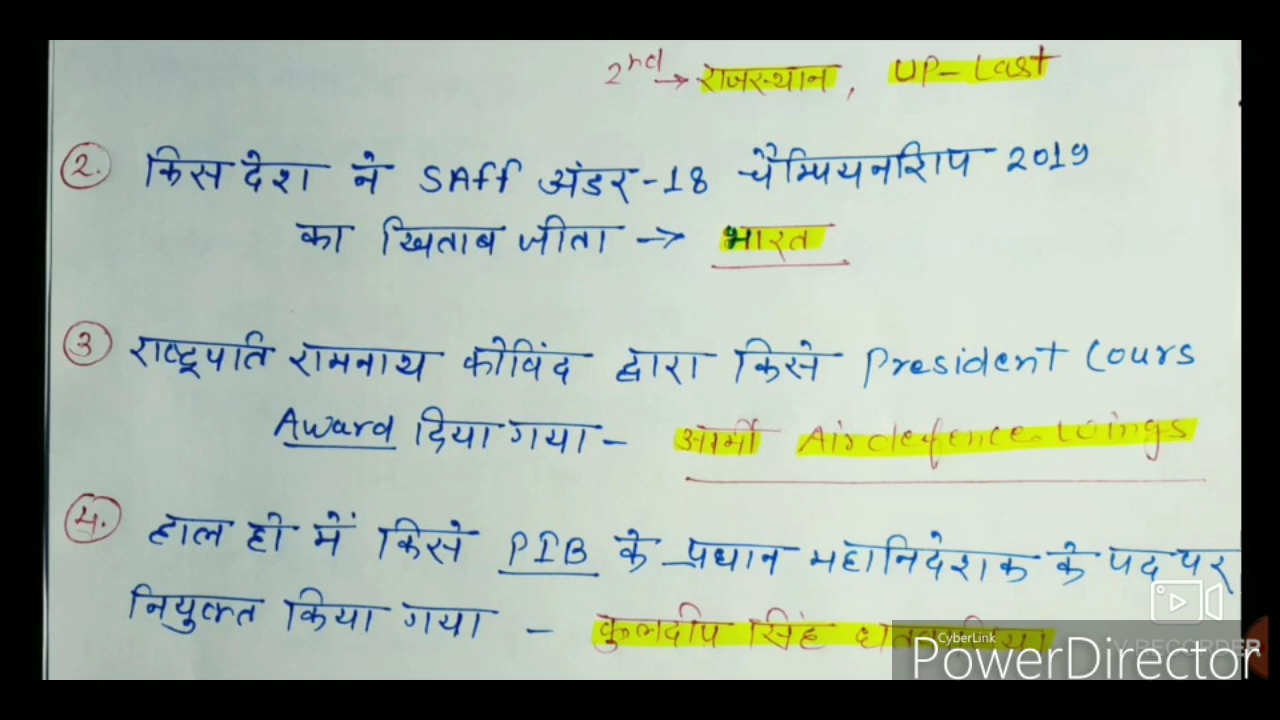 2nd → राजस्थान, UP-Last
2. किस देश ने SAff अंडर-18 चैम्पियनशिप 2019
का खिताब जीता → भारत
3 राष्ट्रपति रामनाथ कोविंद द्वारा किसे President Cours
Award दिया गया - आर्मी Air defence wings
4. हाल ही में किसे PIB के प्रधान महानिदेशक के पद पर
नियुक्त किया गया - कुलदीप सिंह
V RECORDER
CyberLink
PowerDirector